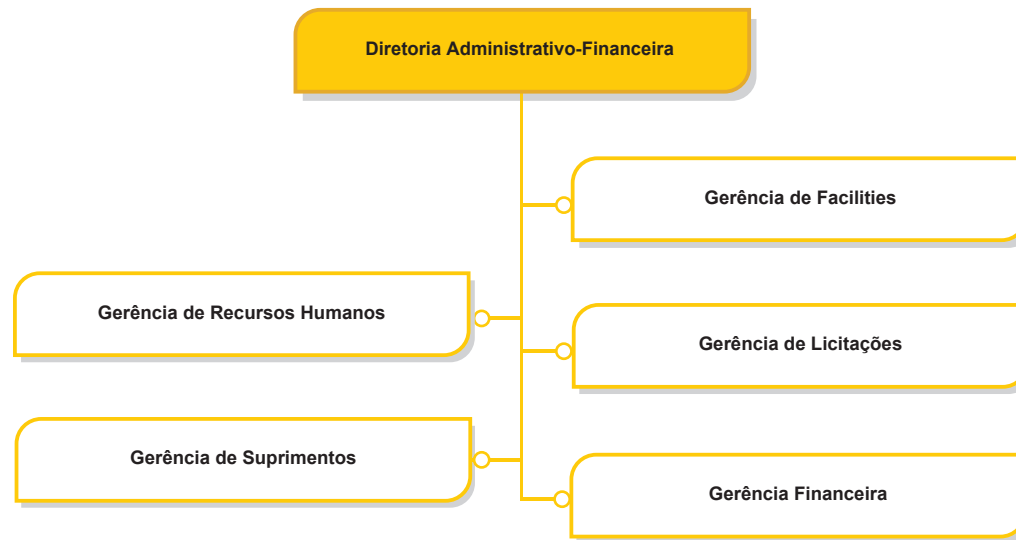 Diretoria Administrativo-Financeira
Gerência de Facilities
Gerência de Recursos Humanos
Gerência de Licitações
Gerência de Suprimentos
Gerência Financeira